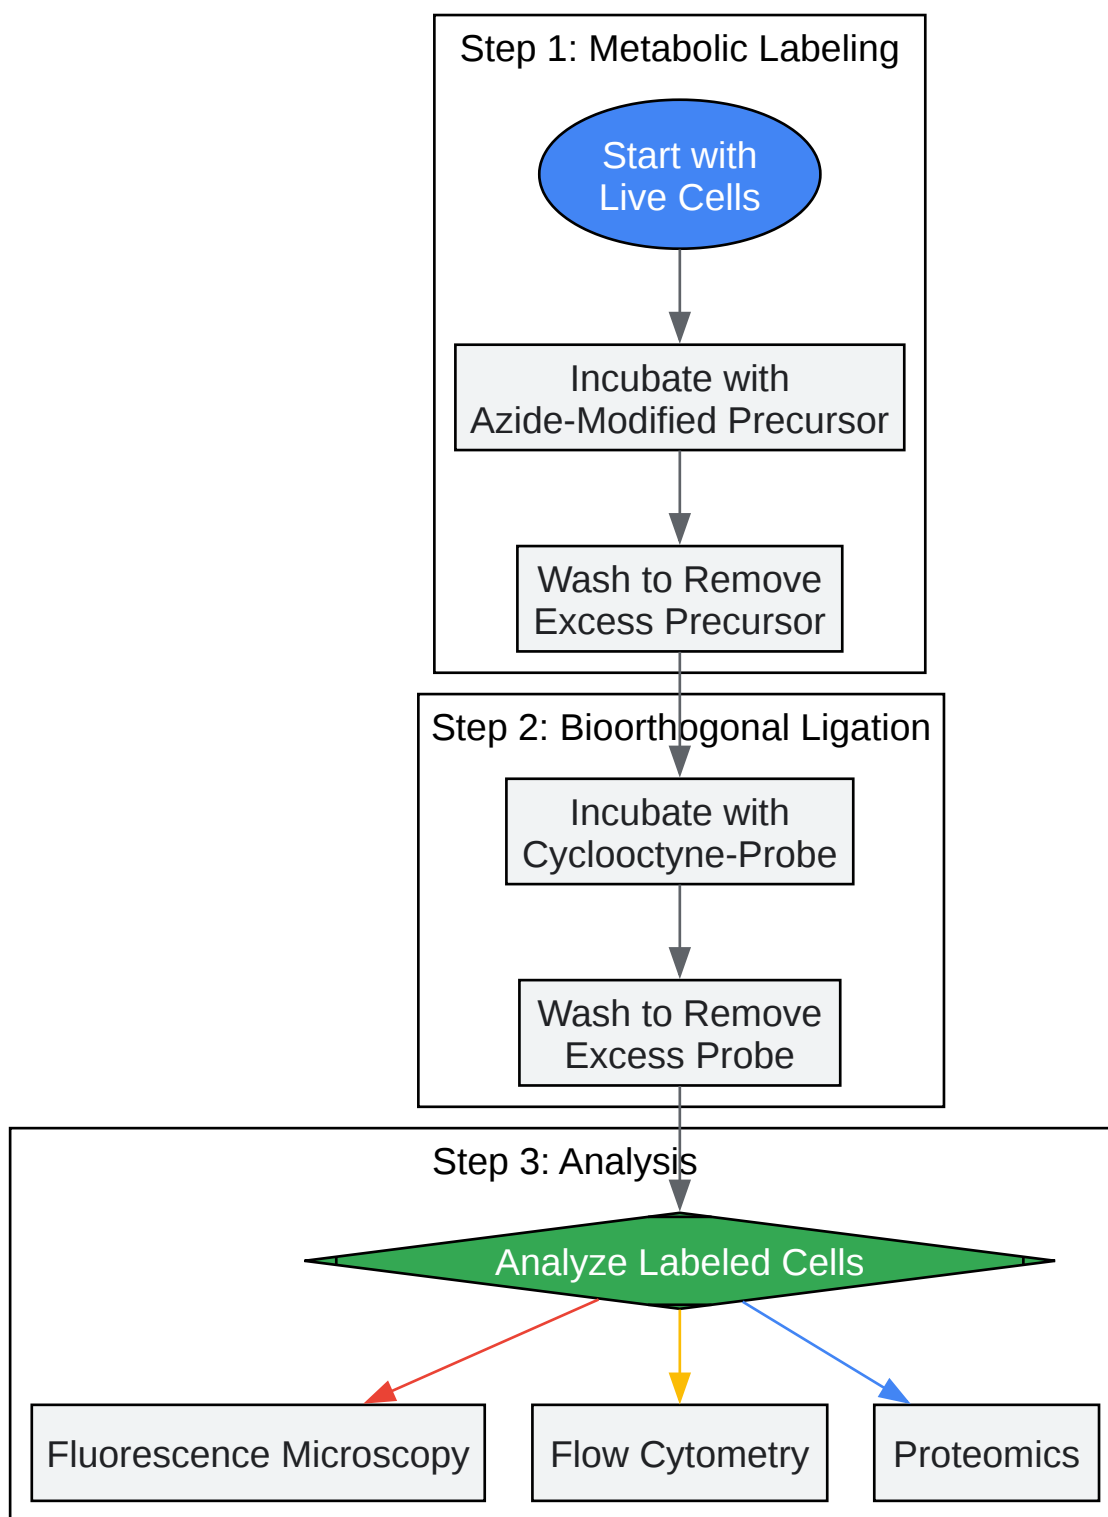 Step 1: Metabolic Labeling
Start with
Live Cells
Incubate with
Azide-Modified Precursor
Wash to Remove
Excess Precursor
Step 2: Bioorthogonal Ligation
Incubate with
Cyclooctyne-Probe
Wash to Remove
Excess Probe
Step 3: Analysis
Analyze Labeled Cells
Fluorescence Microscopy
Flow Cytometry
Proteomics